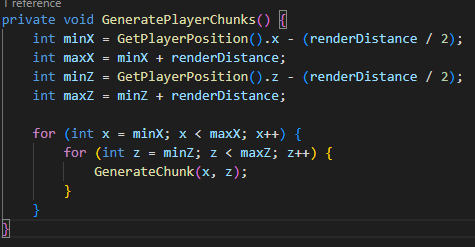 1 reference
private void GeneratePlayerChunks() {
    int minX = GetPlayerPosition().x - (renderDistance / 2);
    int maxX = minX + renderDistance;
    int minZ = GetPlayerPosition().z - (renderDistance / 2);
    int maxZ = minZ + renderDistance;

    for (int x = minX; x < maxX; x++) {
        for (int z = minZ; z < maxZ; z++) {
            GenerateChunk(x, z);
        }
    }
}